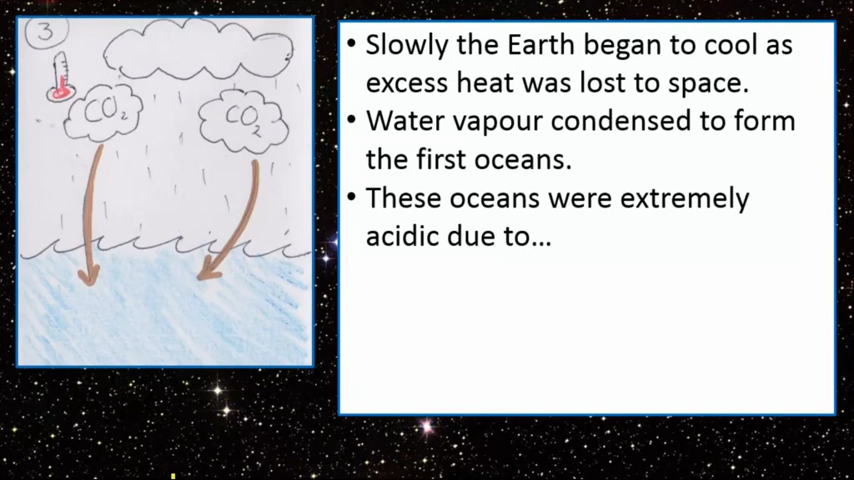 3
CO2
CO2
• Slowly the Earth began to cool as
excess heat was lost to space.
• Water vapour condensed to form
the first oceans.
• These oceans were extremely
acidic due to...